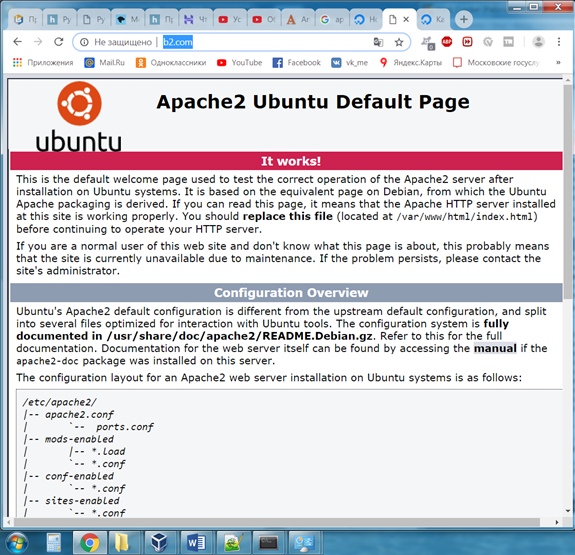 Не защищено | b2.com
Приложения Mail.Ru Одноклассники YouTube Facebook vk_me Яндекс.Карты Московские госуслу
Apache2 Ubuntu Default Page
ubuntu
It works!
This is the default welcome page used to test the correct operation of the Apache2 server after
installation on Ubuntu systems. It is based on the equivalent page on Debian, from which the Ubuntu
Apache packaging is derived. If you can read this page, it means that the Apache HTTP server installed
at this site is working properly. You should replace this file (located at /var/www/html/index.html)
before continuing to operate your HTTP server.
If you are a normal user of this web site and don't know what this page is about, this probably means
that the site is currently unavailable due to maintenance. If the problem persists, please contact the
site's administrator.
Configuration Overview
Ubuntu's Apache2 default configuration is different from the upstream default configuration, and split
into several files optimized for interaction with Ubuntu tools. The configuration system is fully
documented in /usr/share/doc/apache2/README.Debian.gz. Refer to this for the full
documentation. Documentation for the web server itself can be found by accessing the manual if the
apache2-doc package was installed on this server.
The configuration layout for an Apache2 web server installation on Ubuntu systems is as follows:
/etc/apache2/
|-- apache2.conf
| `-- ports.conf
|-- mods-enabled
| |-- *.load
| `-- *.conf
|-- conf-enabled
| `-- *.conf
|-- sites-enabled
| `-- *.conf